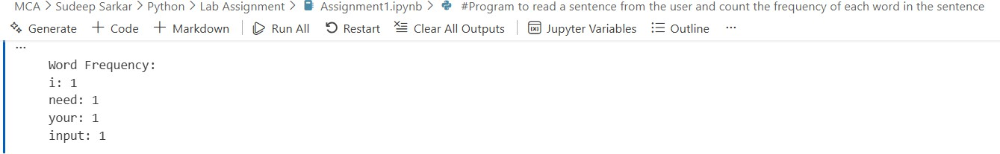 MCA > Sudeep Sarkar > Python > Lab Assignment > Assignment1.ipynb > #Program to read a sentence from the user and count the frequency of each word in the sentence
Generate + Code + Markdown | Run All Restart Clear All Outputs | Jupyter Variables Outline ...
...
Word Frequency:
i: 1
need: 1
your: 1
input: 1